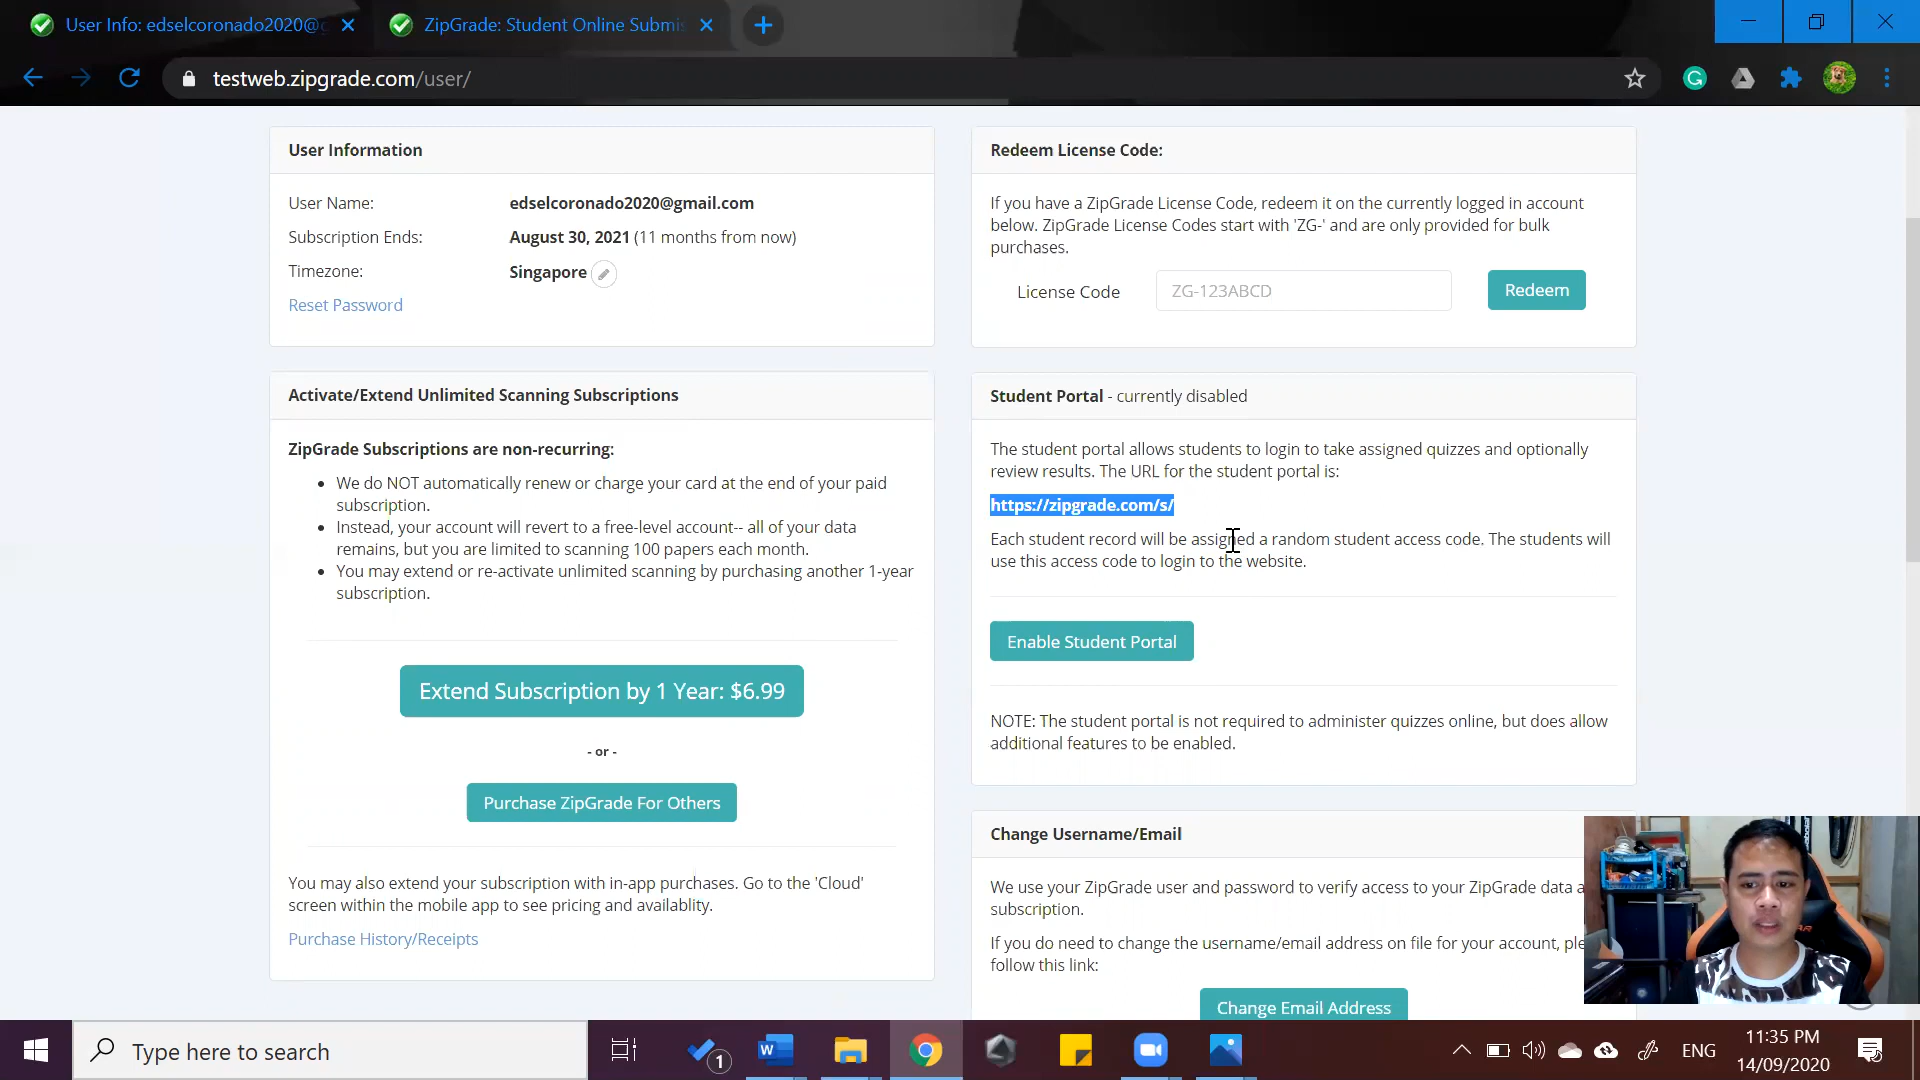 User Info: edselcoronado2020@g
ZipGrade: Student Online Submis
testweb.zipgrade.com/user/
User Information
User Name: edselcoronado2020@gmail.com
Subscription Ends: August 30, 2021 (11 months from now)
Timezone: Singapore
Reset Password
Redeem License Code:
If you have a ZipGrade License Code, redeem it on the currently logged in account
below. ZipGrade License Codes start with 'ZG-' and are only provided for bulk
purchases.
License Code ZG-123ABCD Redeem
Activate/Extend Unlimited Scanning Subscriptions
ZipGrade Subscriptions are non-recurring:
• We do NOT automatically renew or charge your card at the end of your paid
subscription.
• Instead, your account will revert to a free-level account-- all of your data
remains, but you are limited to scanning 100 papers each month.
• You may extend or re-activate unlimited scanning by purchasing another 1-year
subscription.
Extend Subscription by 1 Year: $6.99
- or -
Purchase ZipGrade For Others
You may also extend your subscription with in-app purchases. Go to the 'Cloud'
screen within the mobile app to see pricing and availablity.
Purchase History/Receipts
Student Portal - currently disabled
The student portal allows students to login to take assigned quizzes and optionally
review results. The URL for the student portal is:
https://zipgrade.com/s/
Each student record will be assigned a random student access code. The students will
use this access code to login to the website.
Enable Student Portal
NOTE: The student portal is not required to administer quizzes online, but does allow
additional features to be enabled.
Change Username/Email
We use your ZipGrade user and password to verify access to your ZipGrade data a
subscription.
If you do need to change the username/email address on file for your account, ple
follow this link:
Change Email Address
Type here to search
1
ENG
11:35 PM
14/09/2020